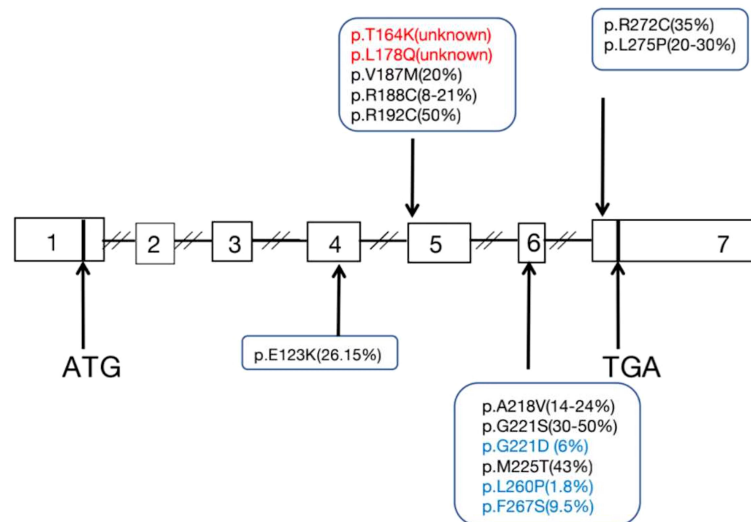 p.T164K(unknown)
p.L178Q(unknown)
p.V187M(20%)
p.R188C(8-21%)
p.R192C(50%)
p.R272C(35%)
p.L275P(20-30%)
1
2
3
4
5
6
7
ATG
p.E123K(26.15%)
TGA
p.A218V(14-24%)
p.G221S(30-50%)
p.G221D (6%)
p.M225T(43%)
p.L260P(1.8%)
p.F267S(9.5%)